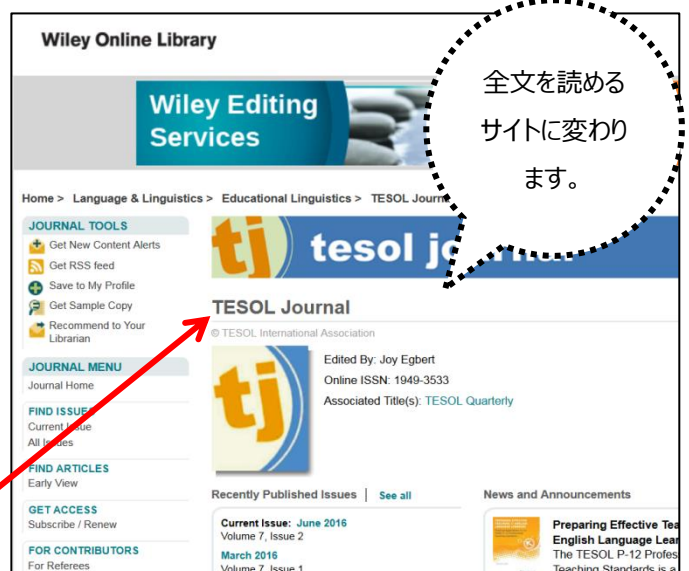 Wiley Online Library
Wiley Editing
Services
全文を読める
サイトに変わり
ます。
Home > Language & Linguistics > Educational Linguistics > TESOL
JOURNAL TOOLS
Get New Content Alerts
Get RSS feed
Save to My Profile
Get Sample Copy
Recommend to Your
Librarian
JOURNAL MENU
Journal Home
FIND ISSUES
Current Issue
All Issues
FIND ARTICLES
Early View
GET ACCESS
Subscribe / Renew
FOR CONTRIBUTORS
For Referees
tj tesol journal
TESOL Journal
© TESOL International Association
tj
Edited By: Joy Egbert
Online ISSN: 1949-3533
Associated Title(s): TESOL Quarterly
Recently Published Issues | See all
Current Issue: June 2016
Volume 7, Issue 2
March 2016
Volume 7, Issue 1
News and Announcements
Preparing Effective
English Language
The TESOL P-12
Teaching Standards is a